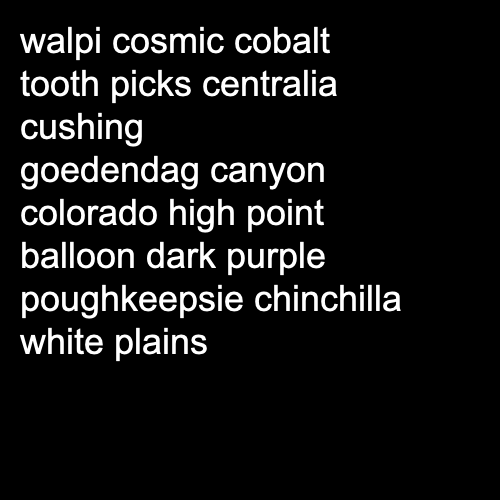 walpi cosmic cobalt
tooth picks centralia
cushing
goedendag canyon
colorado high point
balloon dark purple
poughkeepsie chinchilla
white plains